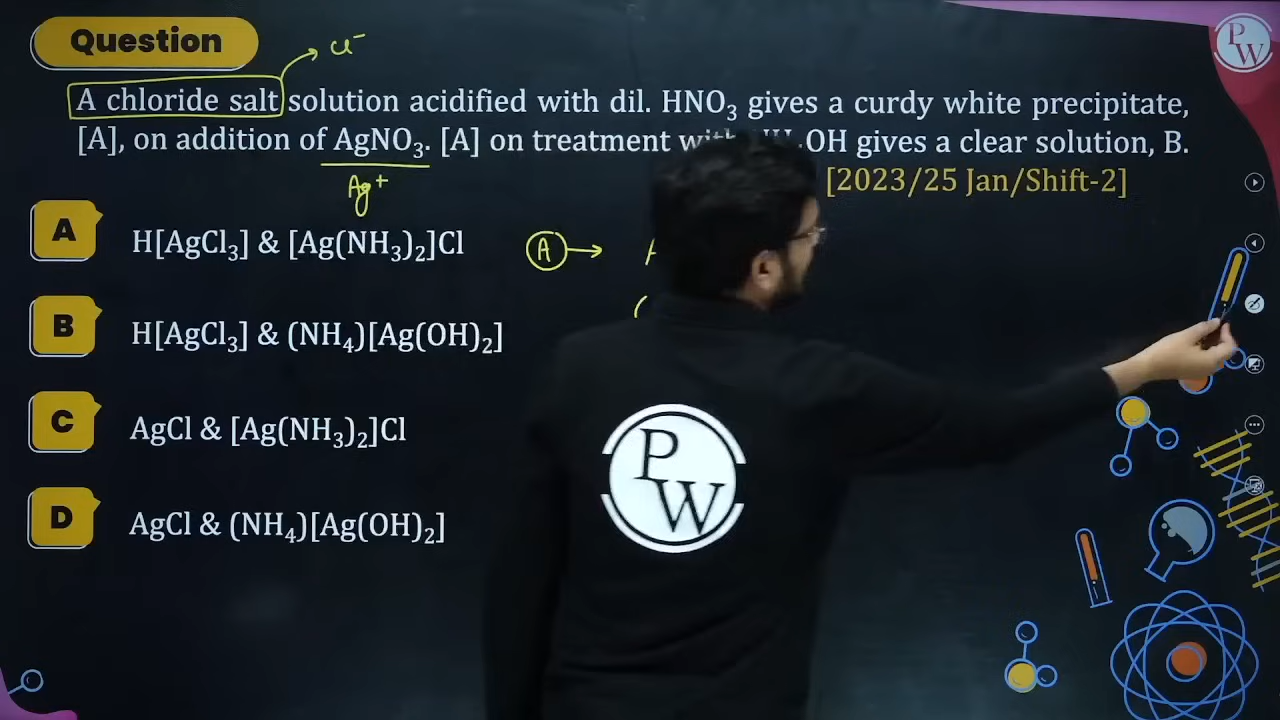 Question
Cl⁻
A chloride salt solution acidified with dil. HNO₃ gives a curdy white precipitate,
[A], on addition of AgNO₃. [A] on treatment OH gives a clear solution, B.
[2023/25 Jan/Shift-2]
Ag⁺
A H[AgCl₃] & [Ag(NH₃)₂]Cl
A →
B H[AgCl₃] & (NH₄)[Ag(OH)₂]
C AgCl & [Ag(NH₃)₂]Cl
D AgCl & (NH₄)[Ag(OH)₂]
P
W
P
W